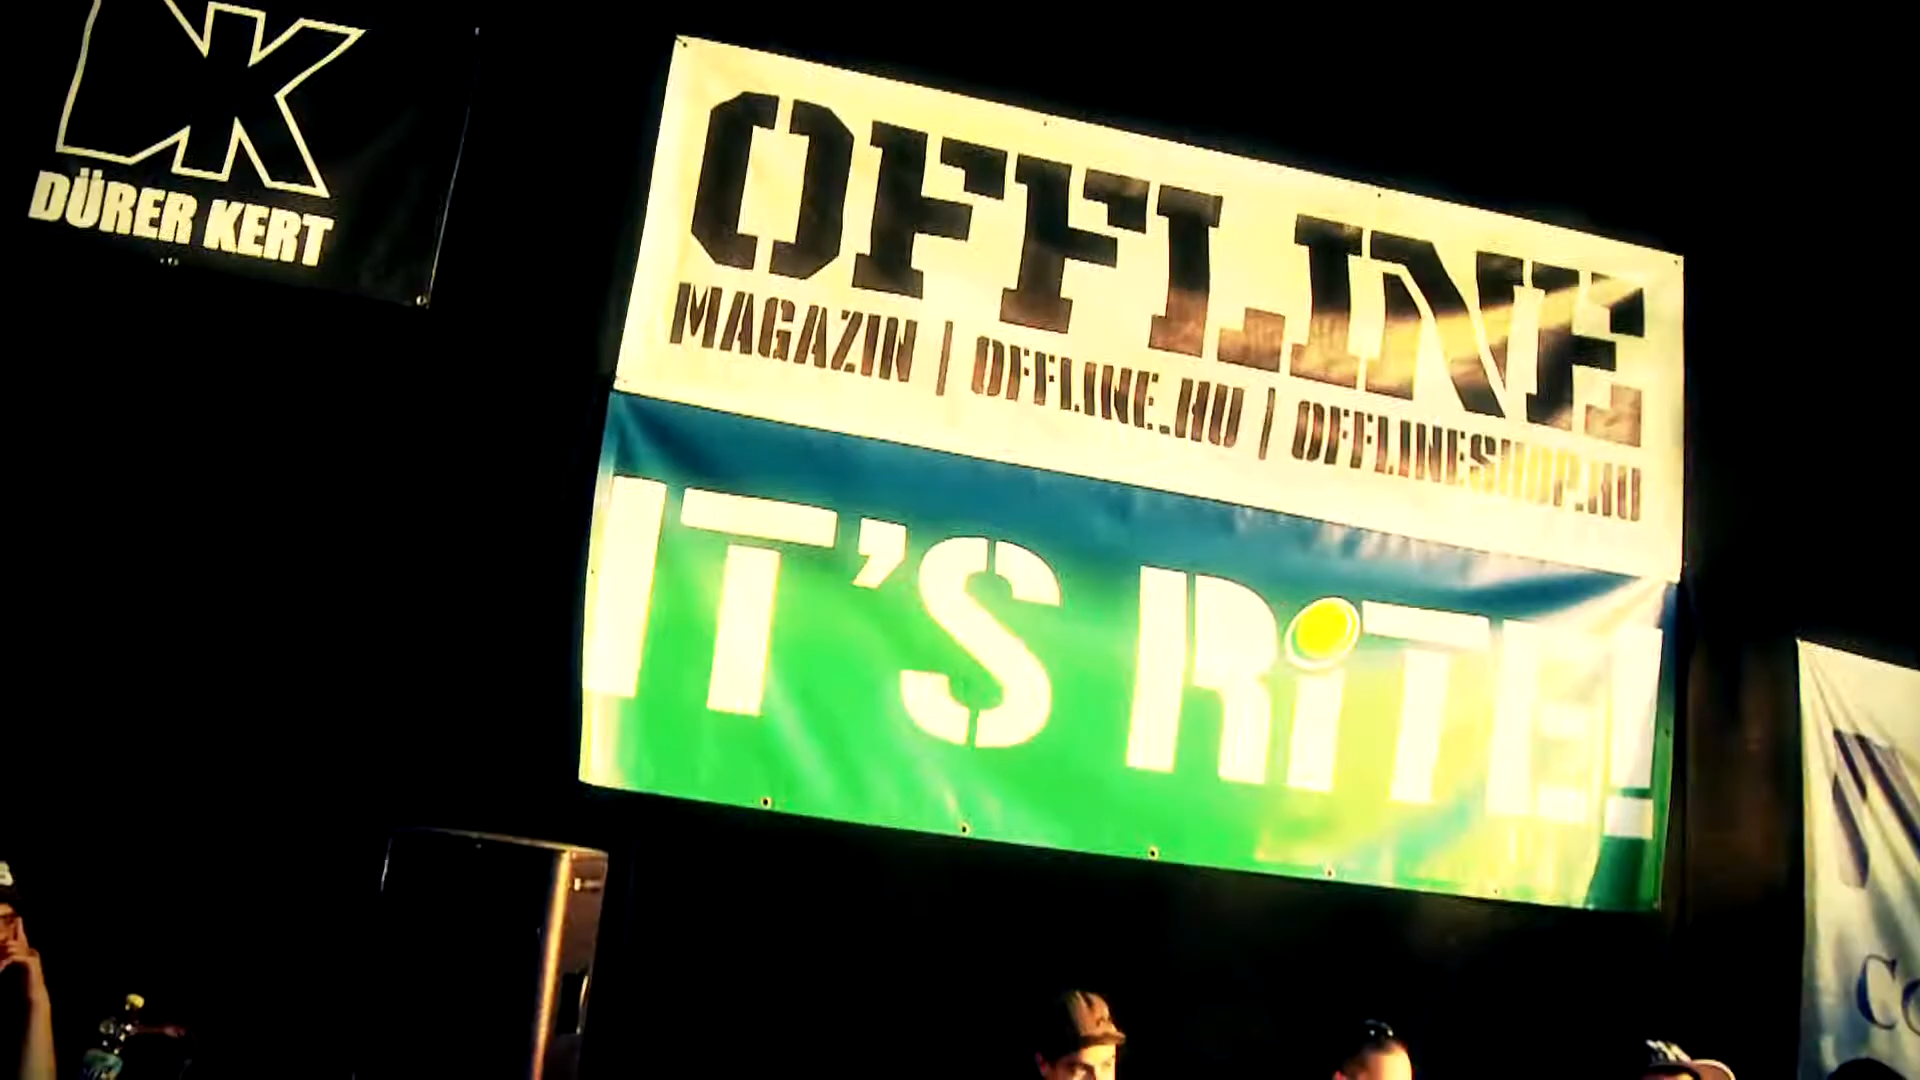 DK
DÜRER KERT
OFFLINE
MAGAZIN | OFFLINE.HU | OFFLINESHOP.HU
IT'S RiTE!